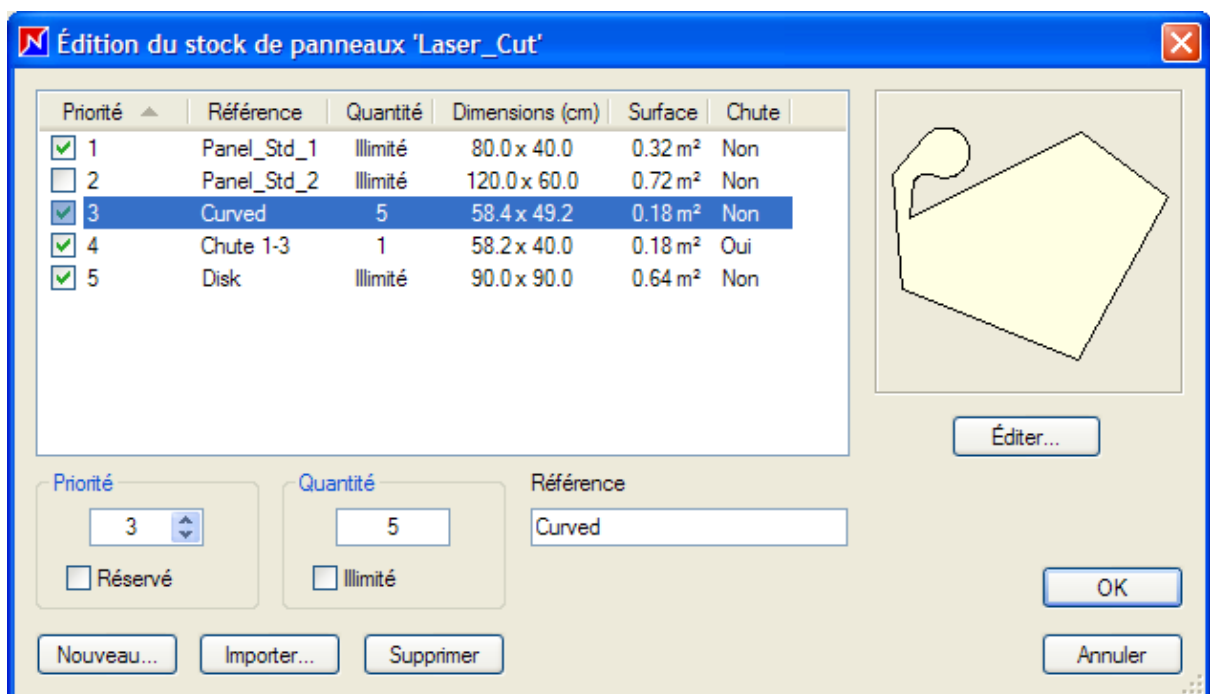 Édition du stock de panneaux 'Laser_Cut'
Priorité Référence Quantité Dimensions (cm) Surface Chute
1 Panel_Std_1 Illimité 80.0 x 40.0 0.32 m² Non
2 Panel_Std_2 Illimité 120.0 x 60.0 0.72 m² Non
3 Curved 5 58.4 x 49.2 0.18 m² Non
4 Chute 1-3 1 58.2 x 40.0 0.18 m² Oui
5 Disk Illimité 90.0 x 90.0 0.64 m² Non
Éditer...
Priorité Quantité Référence
3 5 Curved
Réservé Illimité
OK
Nouveau... Importer... Supprimer Annuler